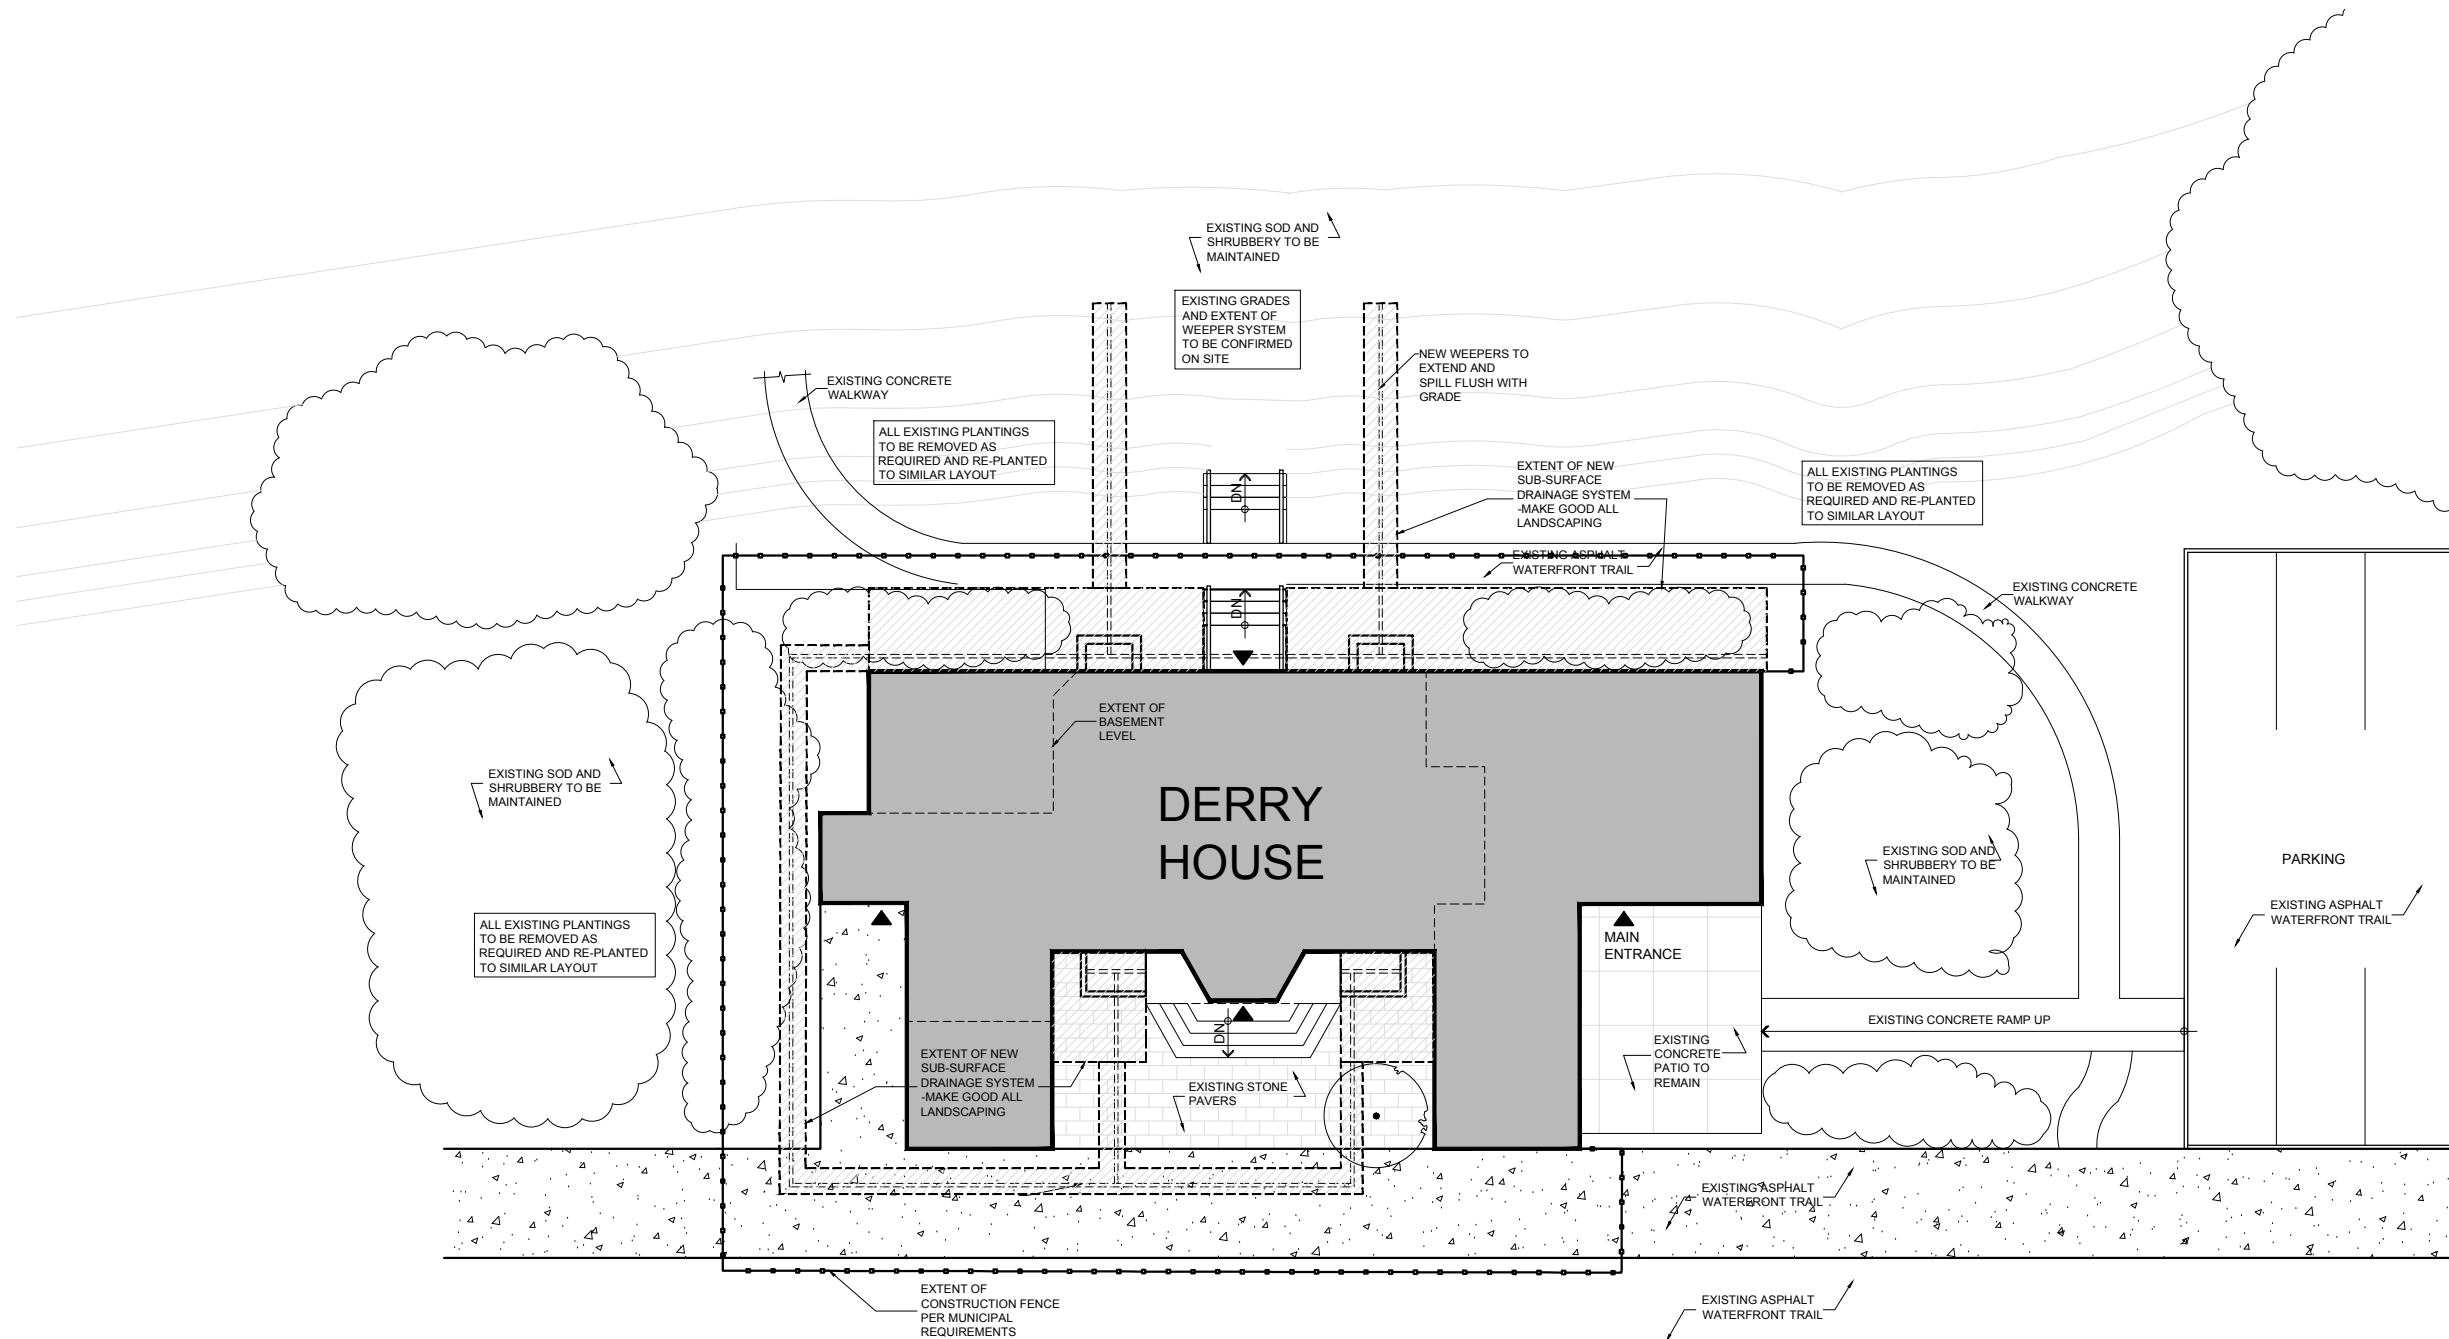 EXISTING SOD AND
SHRUBBERY TO BE
MAINTAINED
EXISTING GRADES
AND EXTENT OF
WEEPER SYSTEM
TO BE CONFIRMED
ON SITE
NEW WEEPERS TO
EXTEND AND
SPILL FLUSH WITH
GRADE
EXISTING CONCRETE
WALKWAY
ALL EXISTING PLANTINGS
TO BE REMOVED AS
REQUIRED AND RE-PLANTED
TO SIMILAR LAYOUT
EXTENT OF NEW
SUB-SURFACE
DRAINAGE SYSTEM
-MAKE GOOD ALL
LANDSCAPING
ALL EXISTING PLANTINGS
TO BE REMOVED AS
REQUIRED AND RE-PLANTED
TO SIMILAR LAYOUT
DN
EXISTING ASPHALT
WATERFRONT TRAIL
EXISTING CONCRETE
WALKWAY
DN
EXTENT OF
BASEMENT
LEVEL
EXISTING SOD AND
SHRUBBERY TO BE
MAINTAINED
DERRY
HOUSE
EXISTING SOD AND
SHRUBBERY TO BE
MAINTAINED
PARKING
EXISTING ASPHALT
WATERFRONT TRAIL
ALL EXISTING PLANTINGS
TO BE REMOVED AS
REQUIRED AND RE-PLANTED
TO SIMILAR LAYOUT
MAIN
ENTRANCE
EXISTING CONCRETE RAMP UP
DN
EXTENT OF NEW
SUB-SURFACE
DRAINAGE SYSTEM
-MAKE GOOD ALL
LANDSCAPING
EXISTING STONE
PAVERS
EXISTING
CONCRETE
PATIO TO
REMAIN
EXISTING ASPHALT
WATERFRONT TRAIL
EXTENT OF
CONSTRUCTION FENCE
PER MUNICIPAL
REQUIREMENTS
EXISTING ASPHALT
WATERFRONT TRAIL